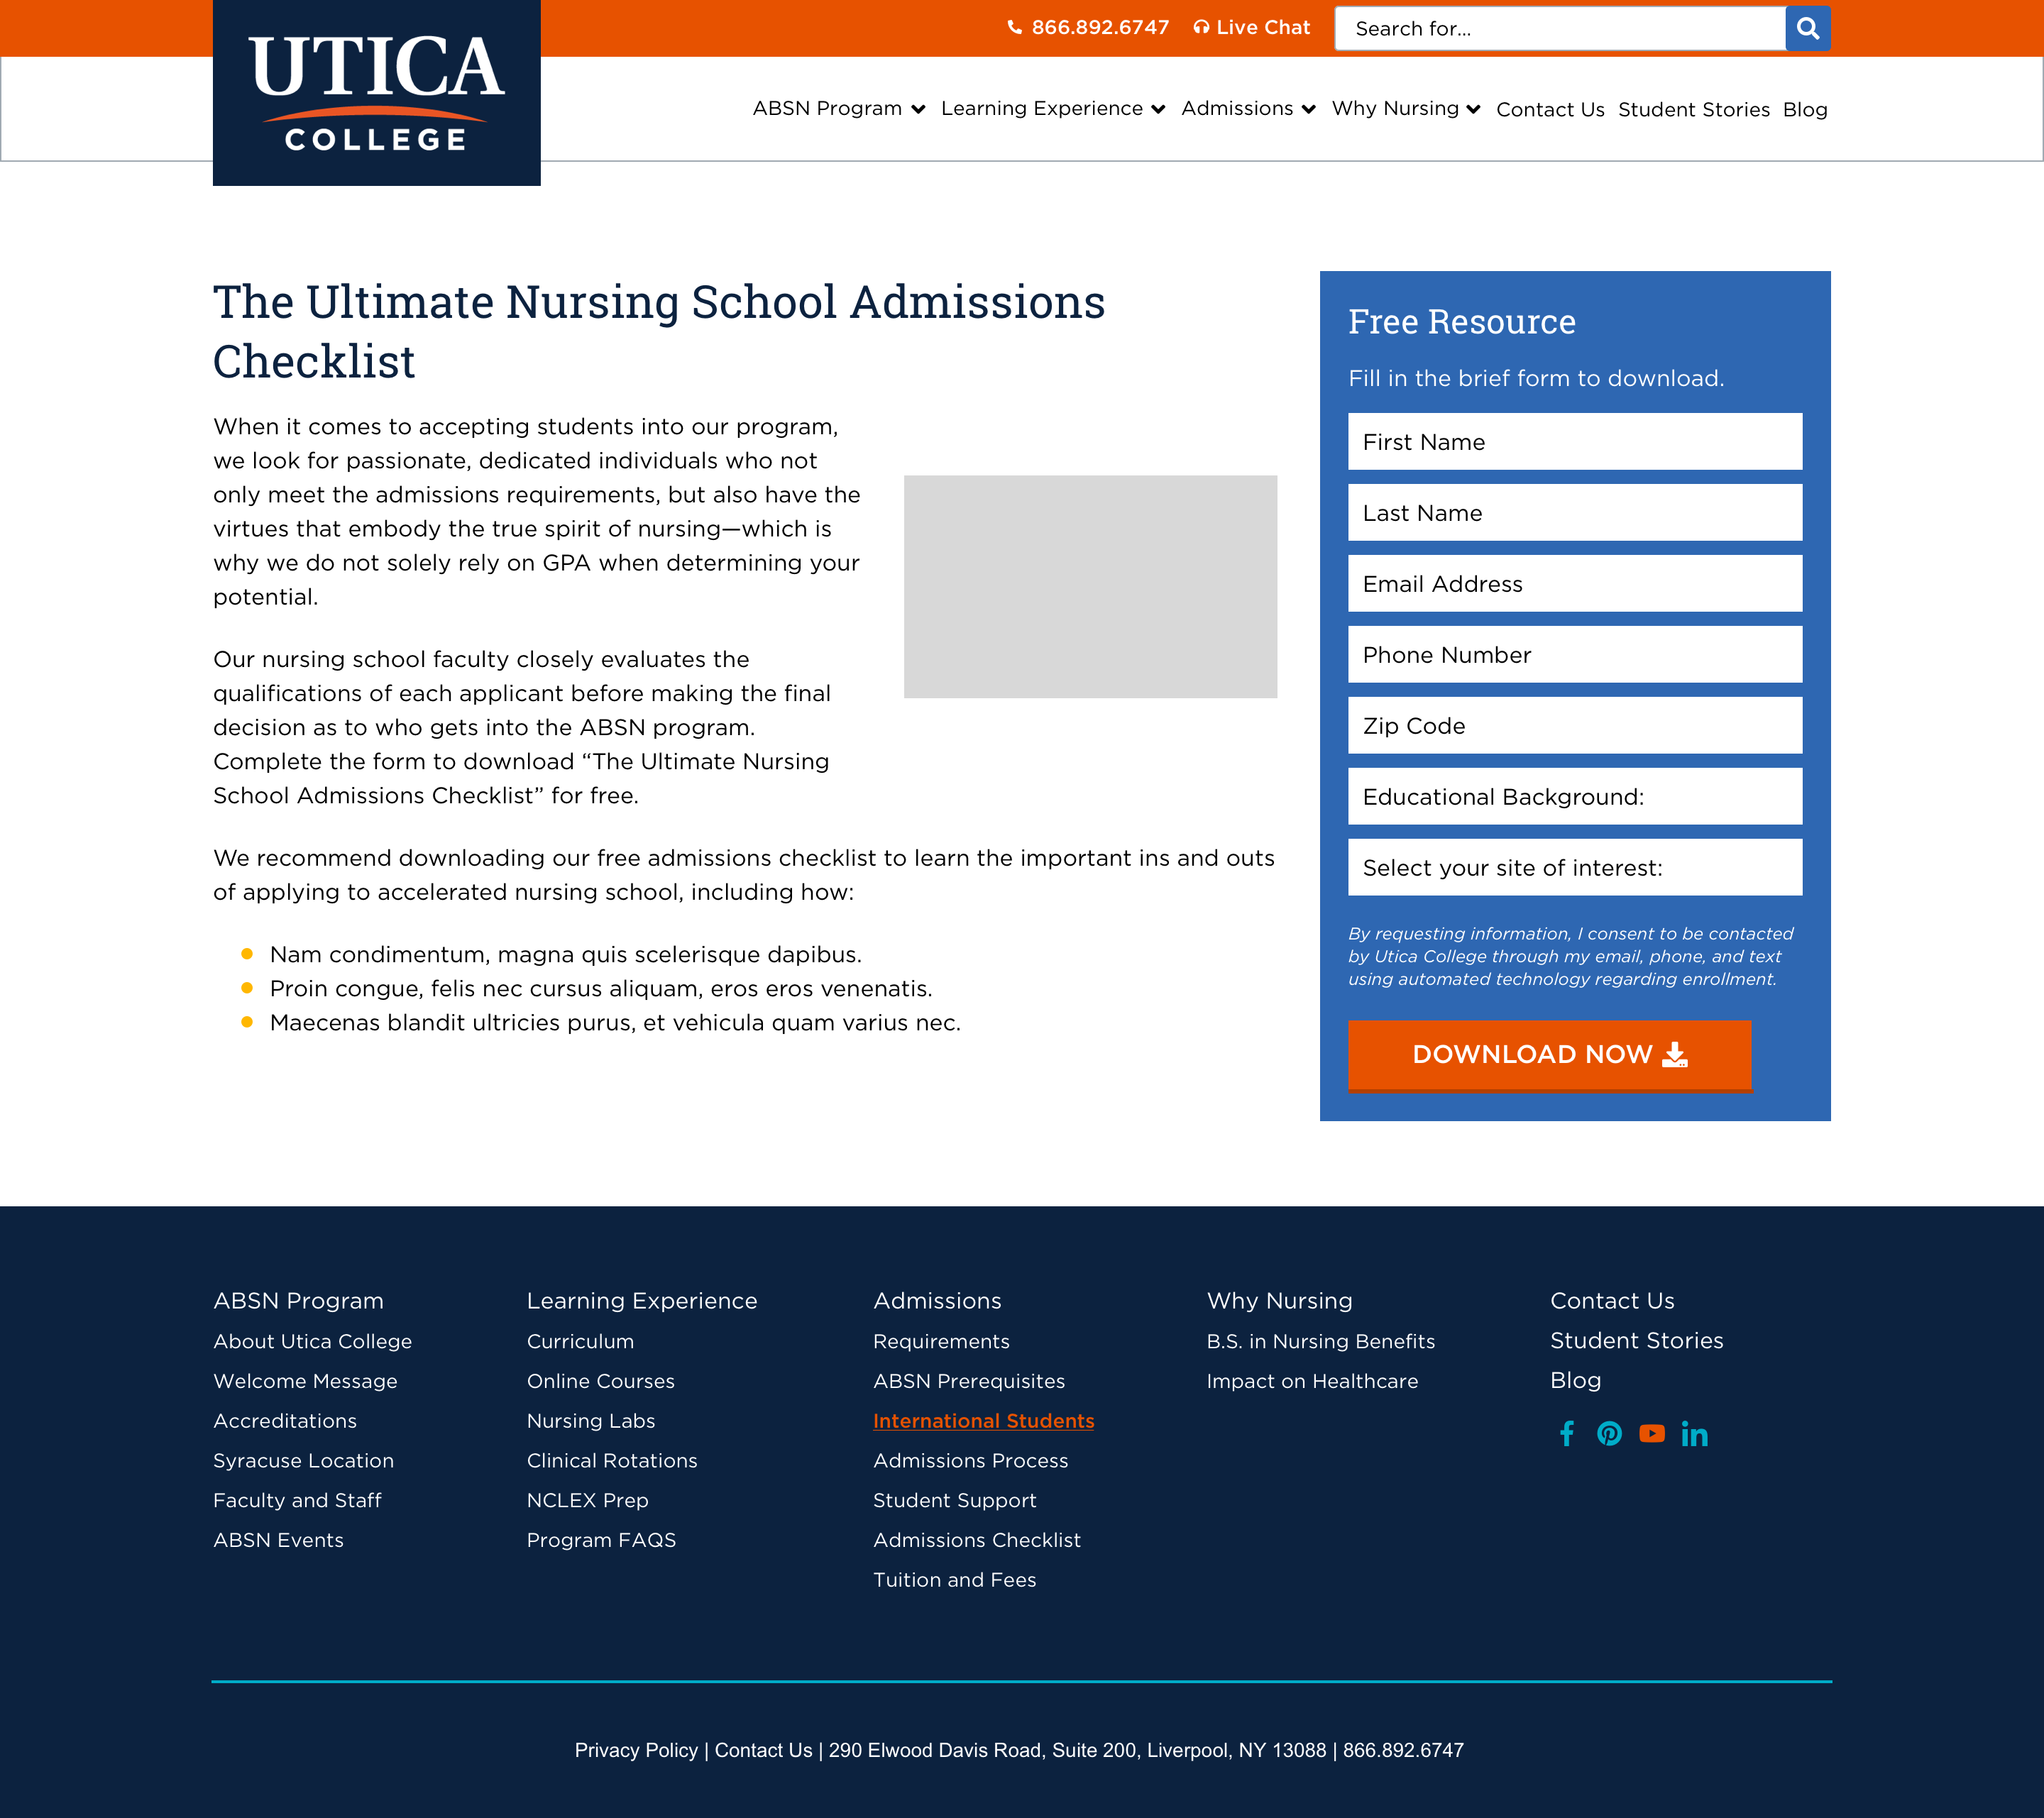 866.892.6747
Live Chat
Search for...
UTICA
COLLEGE
ABSN Program
Learning Experience
Admissions
Why Nursing
Contact Us
Student Stories
Blog
The Ultimate Nursing School Admissions
Checklist
When it comes to accepting students into our program,
we look for passionate, dedicated individuals who not
only meet the admissions requirements, but also have the
virtues that embody the true spirit of nursing—which is
why we do not solely rely on GPA when determining your
potential.
Our nursing school faculty closely evaluates the
qualifications of each applicant before making the final
decision as to who gets into the ABSN program.
Complete the form to download “The Ultimate Nursing
School Admissions Checklist” for free.
We recommend downloading our free admissions checklist to learn the important ins and outs
of applying to accelerated nursing school, including how:
Nam condimentum, magna quis scelerisque dapibus.
Proin congue, felis nec cursus aliquam, eros eros venenatis.
Maecenas blandit ultricies purus, et vehicula quam varius nec.
Free Resource
Fill in the brief form to download.
First Name
Last Name
Email Address
Phone Number
Zip Code
Educational Background:
Select your site of interest:
By requesting information, I consent to be contacted
by Utica College through my email, phone, and text
using automated technology regarding enrollment.
DOWNLOAD NOW
ABSN Program
About Utica College
Welcome Message
Accreditations
Syracuse Location
Faculty and Staff
ABSN Events
Learning Experience
Curriculum
Online Courses
Nursing Labs
Clinical Rotations
NCLEX Prep
Program FAQS
Admissions
Requirements
ABSN Prerequisites
International Students
Admissions Process
Student Support
Admissions Checklist
Tuition and Fees
Why Nursing
B.S. in Nursing Benefits
Impact on Healthcare
Contact Us
Student Stories
Blog
Privacy Policy | Contact Us | 290 Elwood Davis Road, Suite 200, Liverpool, NY 13088 | 866.892.6747